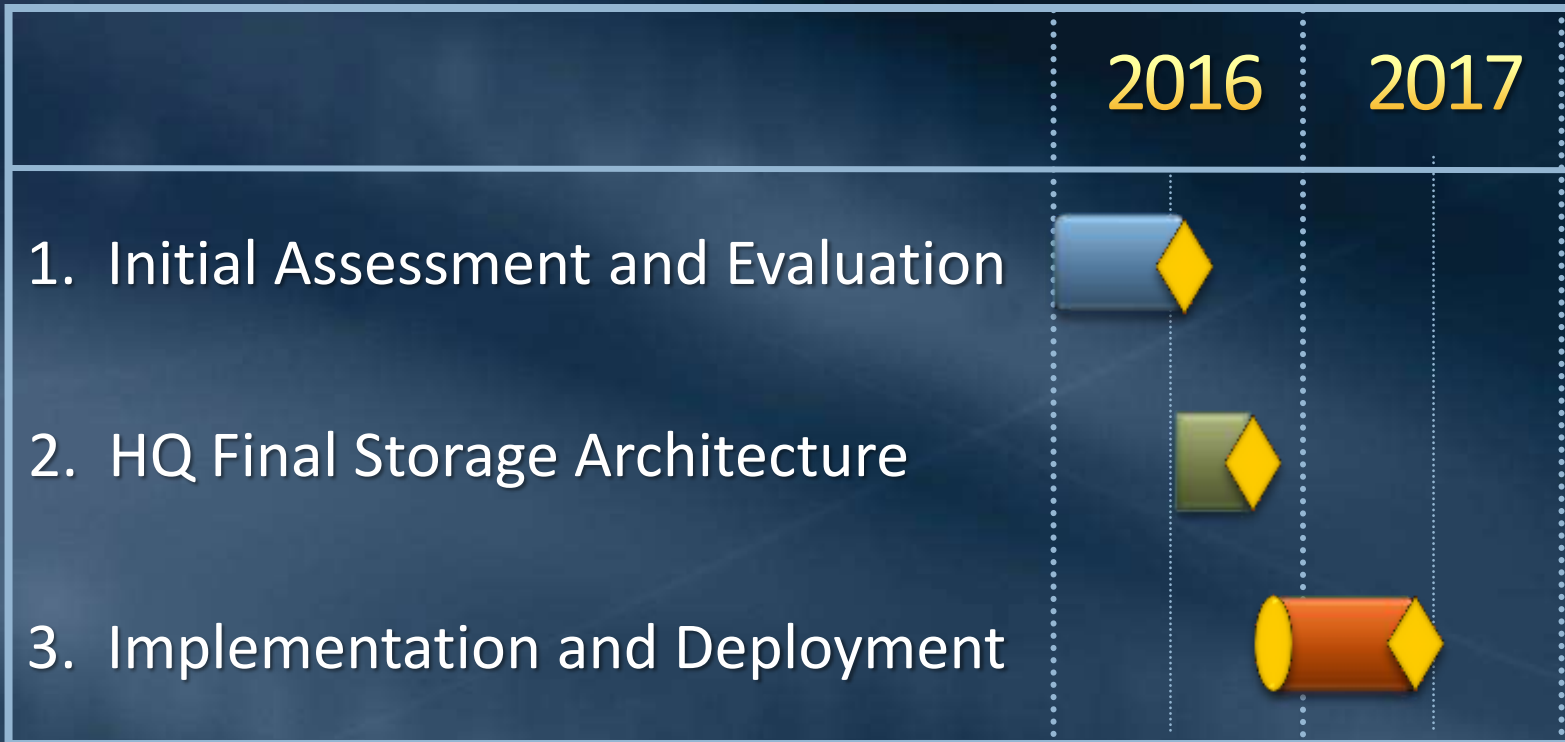 2016 2017
1. Initial Assessment and Evaluation
2. HQ Final Storage Architecture
3. Implementation and Deployment